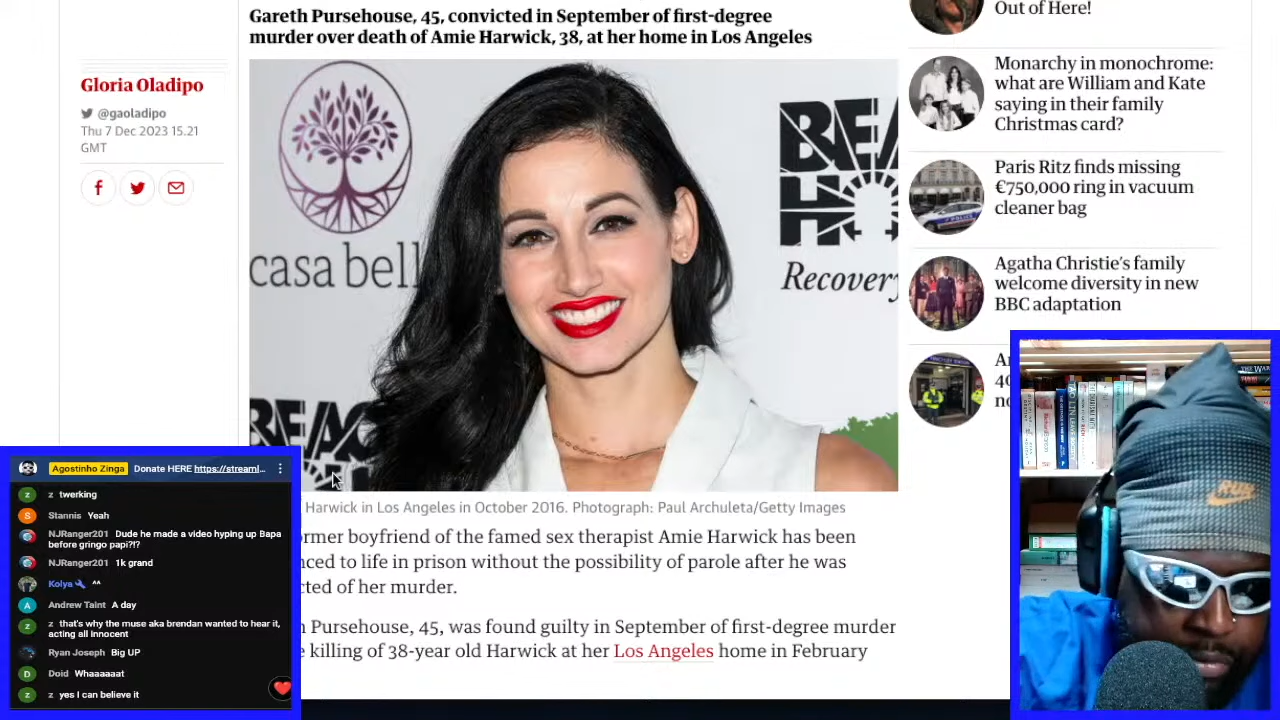 Gareth Pursehouse, 45, convicted in September of first-degree
murder over death of Amie Harwick, 38, at her home in Los Angeles
Gloria Oladipo
@gaoladipo
Thu 7 Dec 2023 15.21
GMT
casa bell
BEA
HO
Recovery
BEAC
Harwick in Los Angeles in October 2016. Photograph: Paul Archuleta/Getty Images
ormer boyfriend of the famed sex therapist Amie Harwick has been
nced to life in prison without the possibility of parole after he was
cted of her murder.
h Pursehouse, 45, was found guilty in September of first-degree murder
e killing of 38-year old Harwick at her Los Angeles home in February
Out of Here!
Monarchy in monochrome:
what are William and Kate
saying in their family
Christmas card?
Paris Ritz finds missing
€750,000 ring in vacuum
cleaner bag
Agatha Christie's family
welcome diversity in new
BBC adaptation
Agostinho Zinga Donate HERE https://streaml...
z z twerking
S Stannis Yeah
NJRanger201 Dude he made a video hyping up Bapa
before gringo papi?!?
NJRanger201 1k grand
Kolya ^^
A Andrew Taint A day
z z that's why the muse aka brendan wanted to hear it,
acting all innocent
Ryan Joseph Big UP
D Doid Whaaaaaat
z z yes I can believe it